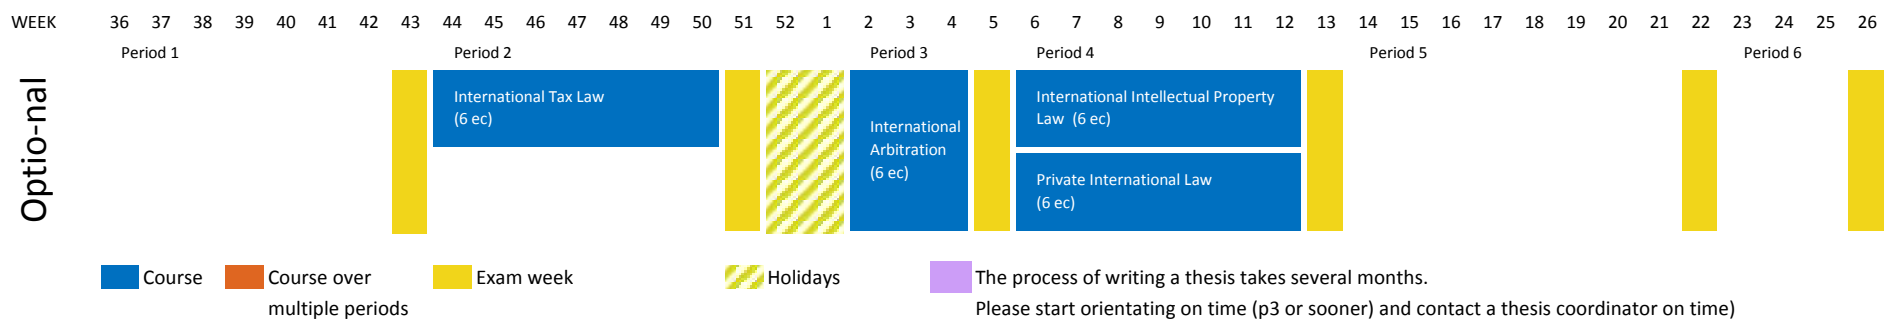 WEEK 36 37 38 39 40 41 42 43 44 45 46 47 48 49 50 51 52 1 2 3 4 5 6 7 8 9 10 11 12 13 14 15 16 17 18 19 20 21 22 23 24 25 26
Period 1 Period 2 Period 3 Period 4 Period 5 Period 6
Optio-nal
International Tax Law
(6 ec)
International
Arbitration
(6 ec)
International Intellectual Property
Law (6 ec)
Private International Law
(6 ec)
Course
Course over
multiple periods
Exam week
Holidays
The process of writing a thesis takes several months.
Please start orientating on time (p3 or sooner) and contact a thesis coordinator on time)